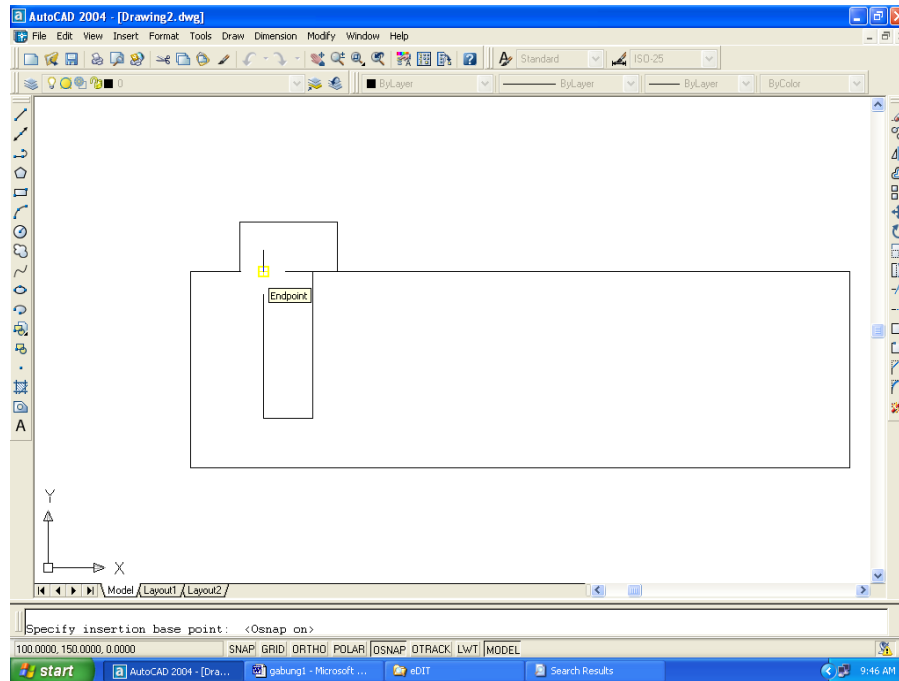 a AutoCAD 2004 - [Drawing2.dwg]
File Edit View Insert Format Tools Draw Dimension Modify Window Help
A Standard ISO-25
0 ByLayer ByLayer ByLayer ByColor
A
Endpoint
Y
X
Model Layout1 Layout2
Specify insertion base point: <Osnap on>
100.0000, 150.0000, 0.0000 SNAP GRID ORTHO POLAR OSNAP OTRACK LWT MODEL
start a AutoCAD 2004 - [Dra... gabung1 - Microsoft ... eDIT Search Results 9:46 AM